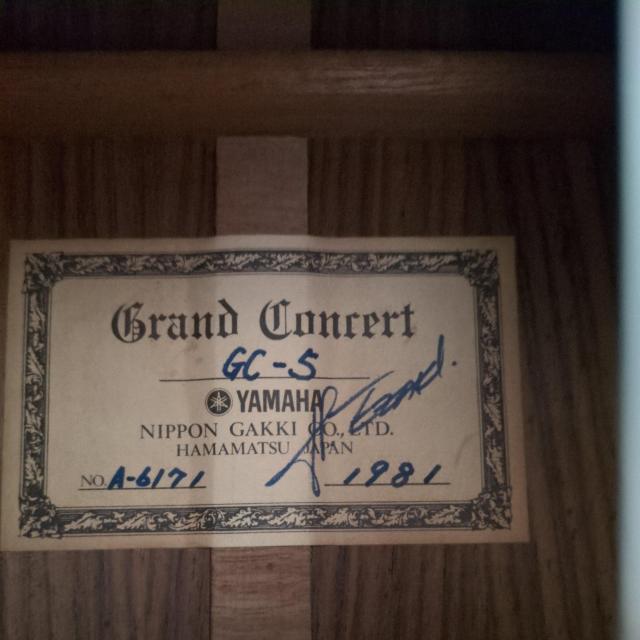 Grand Concert
GC-5
YAMAHA
NIPPON GAKKI CO., LTD.
HAMAMATSU JAPAN
NO. A-6171 1981